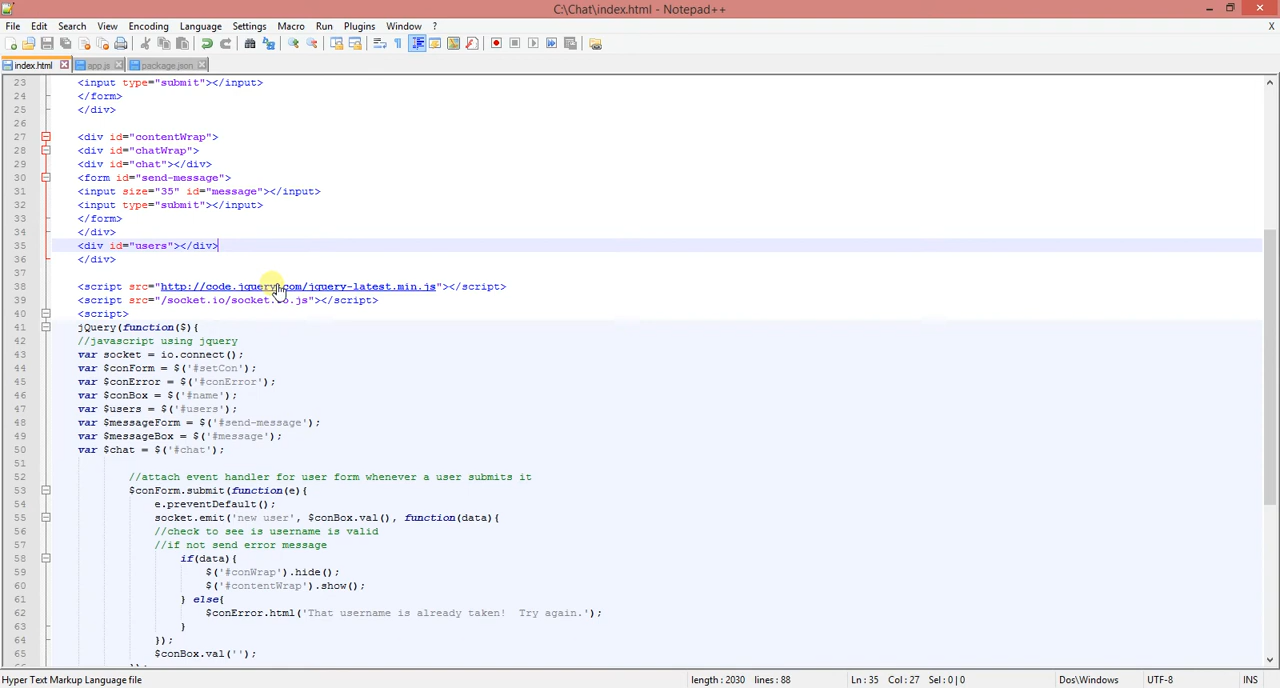 C:\Chat\index.html - Notepad++
File Edit Search View Encoding Language Settings Macro Run Plugins Window ? X
index.html app.js package.json
23 <input type="submit"></input>
24 </form>
25 </div>
26
27 <div id="contentWrap">
28 <div id="chatWrap">
29 <div id="chat"></div>
30 <form id="send-message">
31 <input size="35" id="message"></input>
32 <input type="submit"></input>
33 </form>
34 </div>
35 <div id="users"></div>
36 </div>
37
38 <script src="http://code.jquery.com/jquery-latest.min.js"></script>
39 <script src="/socket.io/socket.io.js"></script>
40 <script>
41 jQuery(function($){
42 //javascript using jquery
43 var socket = io.connect();
44 var $conForm = $('#setCon');
45 var $conError = $('#conError');
46 var $conBox = $('#name');
47 var $users = $('#users');
48 var $messageForm = $('#send-message');
49 var $messageBox = $('#message');
50 var $chat = $('#chat');
51
52 //attach event handler for user form whenever a user submits it
53 $conForm.submit(function(e){
54 e.preventDefault();
55 socket.emit('new user', $conBox.val(), function(data){
56 //check to see is username is valid
57 //if not send error message
58 if(data){
59 $('#conWrap').hide();
60 $('#contentWrap').show();
61 } else{
62 $conError.html('That username is already taken!  Try again.');
63 }
64 });
65 $conBox.val('');
Hyper Text Markup Language file length : 2030 lines : 88 Ln : 35 Col : 27 Sel : 0 | 0 Dos\Windows UTF-8 INS